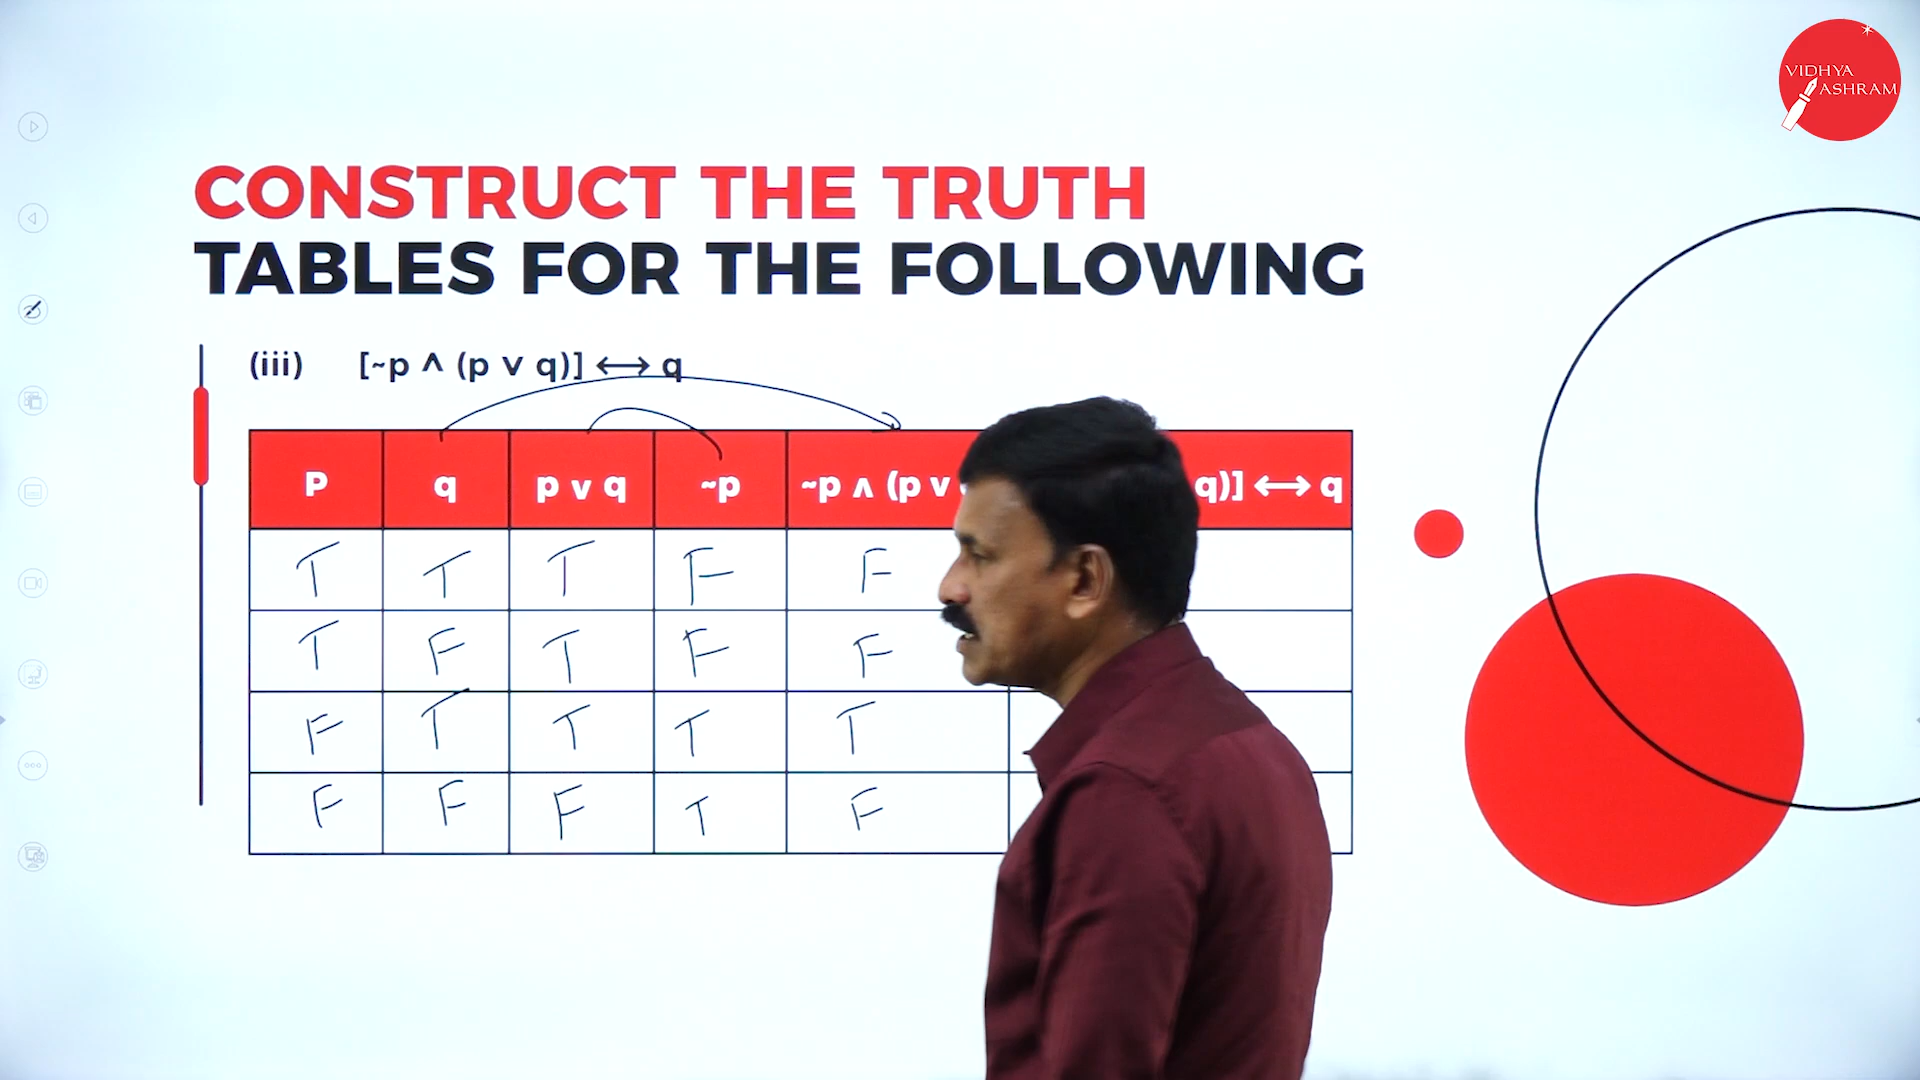 VIDHYA
ASHRAM
CONSTRUCT THE TRUTH
TABLES FOR THE FOLLOWING
(iii) [~p ∧ (p ∨ q)] ⟷ q
P q p ∨ q ~p ~p ∧ (p ∨ q)] ⟷ q
T T T F F
T F T F F
F T T T T
F F F T F